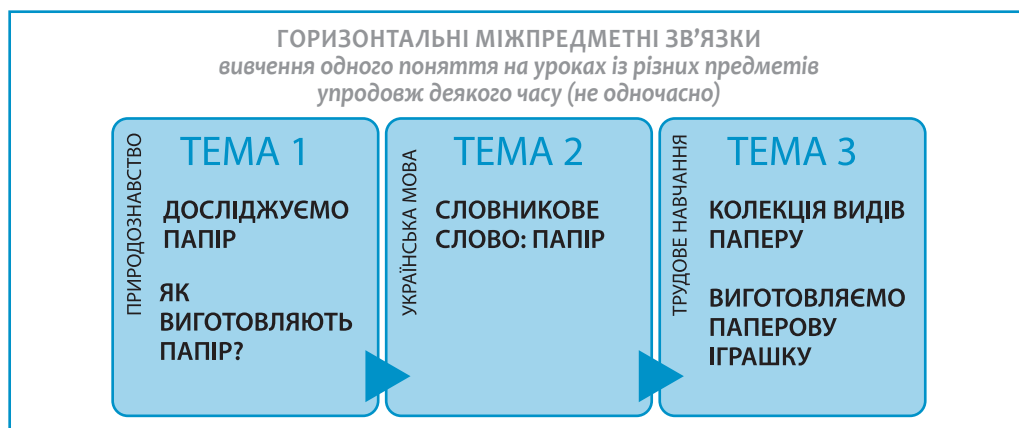 ГОРИЗОНТАЛЬНІ МІЖПРЕДМЕТНІ ЗВ’ЯЗКИ
вивчення одного поняття на уроках із різних предметів
упродовж деякого часу (не одночасно)
ПРИРОДОЗНАВСТВО
ТЕМА 1
ДОСЛІДЖУЄМО
ПАПІР
ЯК
ВИГОТОВЛЯЮТЬ
ПАПІР?
УКРАЇНСЬКА МОВА
ТЕМА 2
СЛОВНИКОВЕ
СЛОВО: ПАПІР
ТРУДОВЕ НАВЧАННЯ
ТЕМА 3
КОЛЕКЦІЯ ВИДІВ
ПАПЕРУ
ВИГОТОВЛЯЄМО
ПАПЕРОВУ
ІГРАШКУ